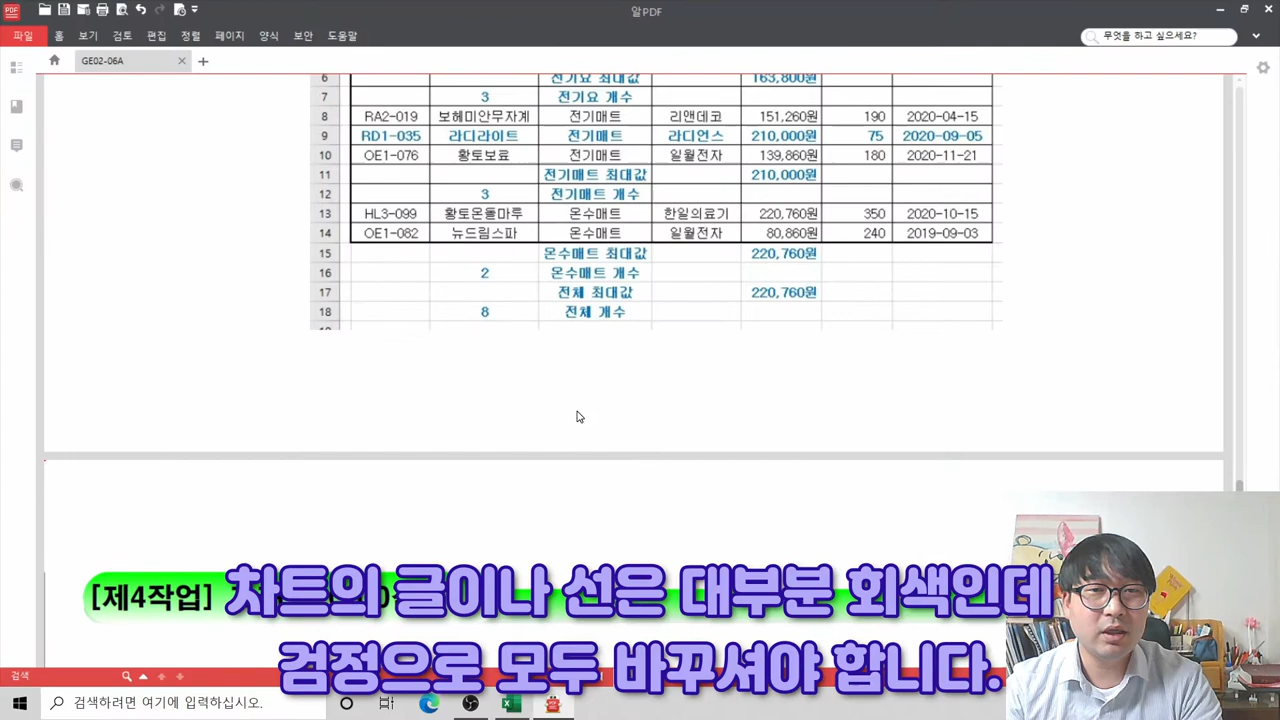 알PDF
파일 홈 보기 검토 편집 정렬 페이지 양식 보안 도움말
무엇을 하고 싶으세요?
GE02-06A
6 전기요 최대값 163,800원
7 3 전기요 개수
8 RA2-019 보헤미안무자계 전기매트 리앤데코 151,260원 190 2020-04-15
9 RD1-035 라디라이트 전기매트 라디언스 210,000원 75 2020-09-05
10 OE1-076 황토보료 전기매트 일월전자 139,860원 180 2020-11-21
11 전기매트 최대값 210,000원
12 3 전기매트 개수
13 HL3-099 황토온돌마루 온수매트 한일의료기 220,760원 350 2020-10-15
14 OE1-082 뉴드림스파 온수매트 일월전자 80,860원 240 2019-09-03
15 온수매트 최대값 220,760원
16 2 온수매트 개수
17 전체 최대값 220,760원
18 8 전체 개수
[제4작업]
차트의 글이나 선은 대부분 회색인데
검정으로 모두 바꾸셔야 합니다.
검색
검색하려면 여기에 입력하십시오.